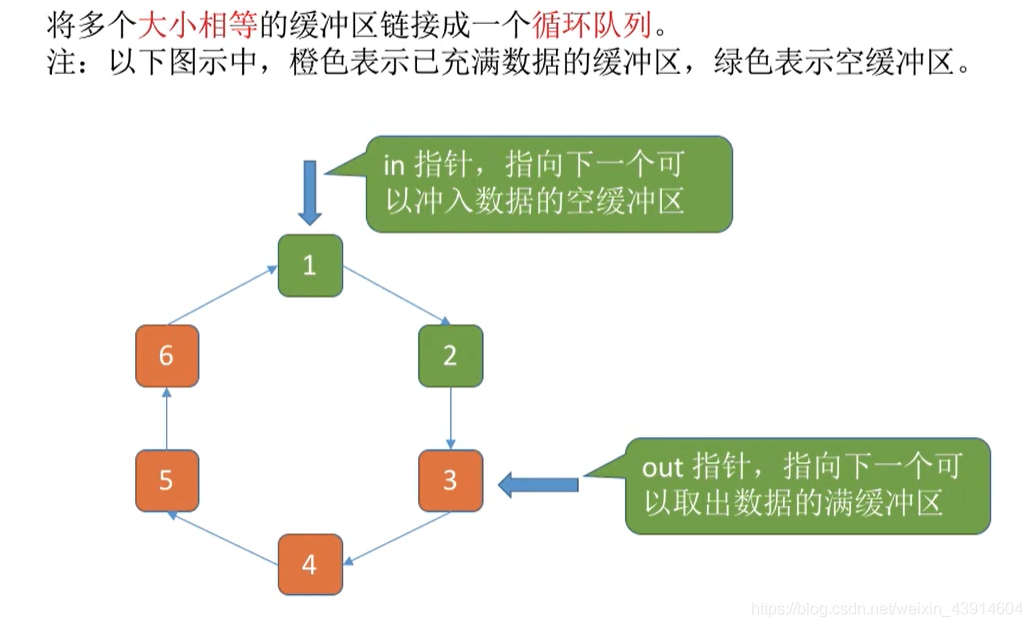 将多个大小相等的缓冲区链接成一个循环队列。
注：以下图示中，橙色表示已充满数据的缓冲区，绿色表示空缓冲区。
in 指针，指向下一个可
以冲入数据的空缓冲区
1
6
2
5
3
out 指针，指向下一个可
以取出数据的满缓冲区
4
https://blog.csdn.net/weixin_43914604